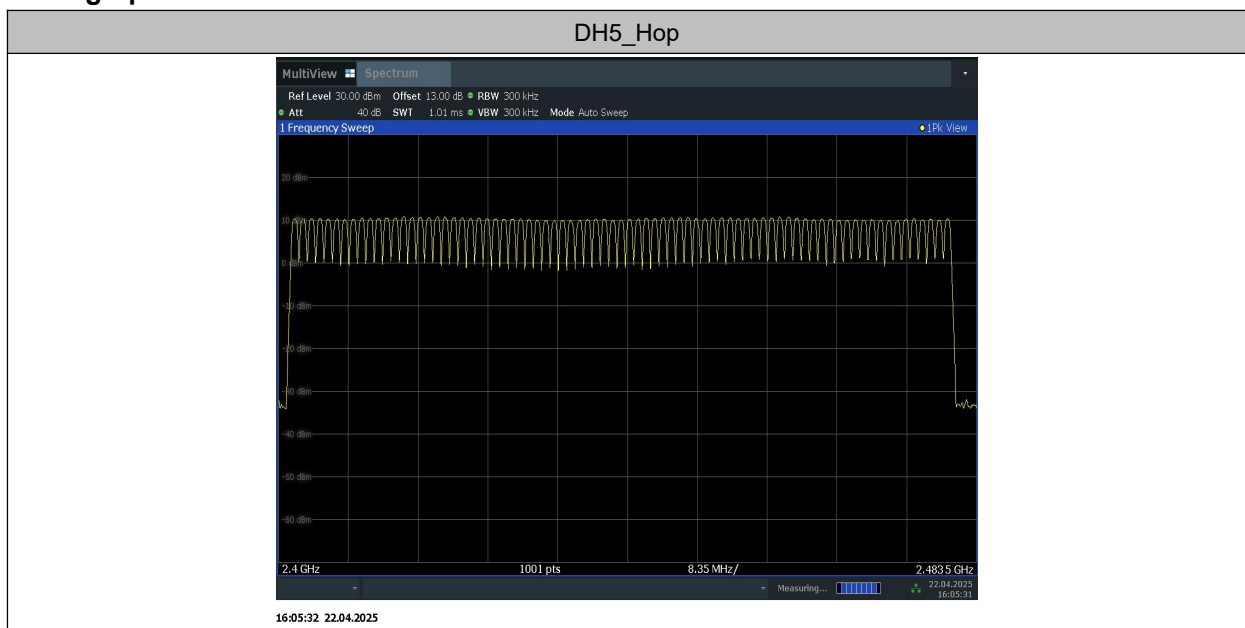 DH5_Hop
MultiView Spectrum
Ref Level 30.00 dBm Offset 13.00 dB RBW 300 kHz
Att 40 dB SWT 1.01 ms VBW 300 kHz Mode Auto Sweep
1 Frequency Sweep 1Pk View
20 dBm
10 dBm
0 dBm
-10 dBm
-20 dBm
-30 dBm
-40 dBm
-50 dBm
-60 dBm
2.4 GHz 1001 pts 8.35 MHz/ 2.4835 GHz
Measuring... 22.04.2025
16:05:31
16:05:32 22.04.2025